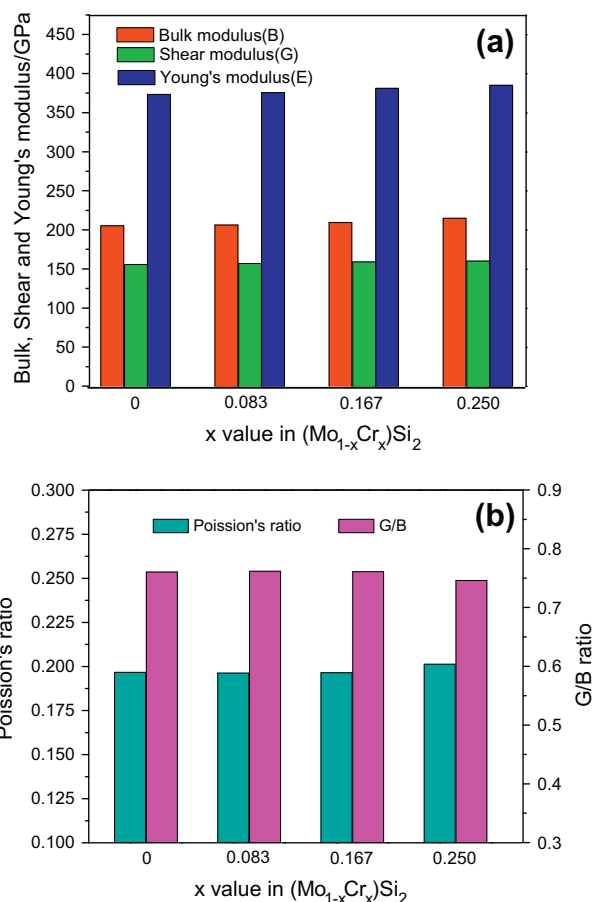 (a)
Bulk modulus(B)
Shear modulus(G)
Young's modulus(E)
Bulk, Shear and Young's modulus/GPa
450
400
350
300
250
200
150
100
50
0
0 0.083 0.167 0.250
x value in (Mo1-xCrx)Si2
(b)
Poission's ratio G/B
Poission's ratio
0.300
0.275
0.250
0.225
0.200
0.175
0.150
0.125
0.100
0.9
0.8
0.7
0.6
0.5
0.4
0.3
G/B ratio
0 0.083 0.167 0.250
x value in (Mo1-xCrx)Si2